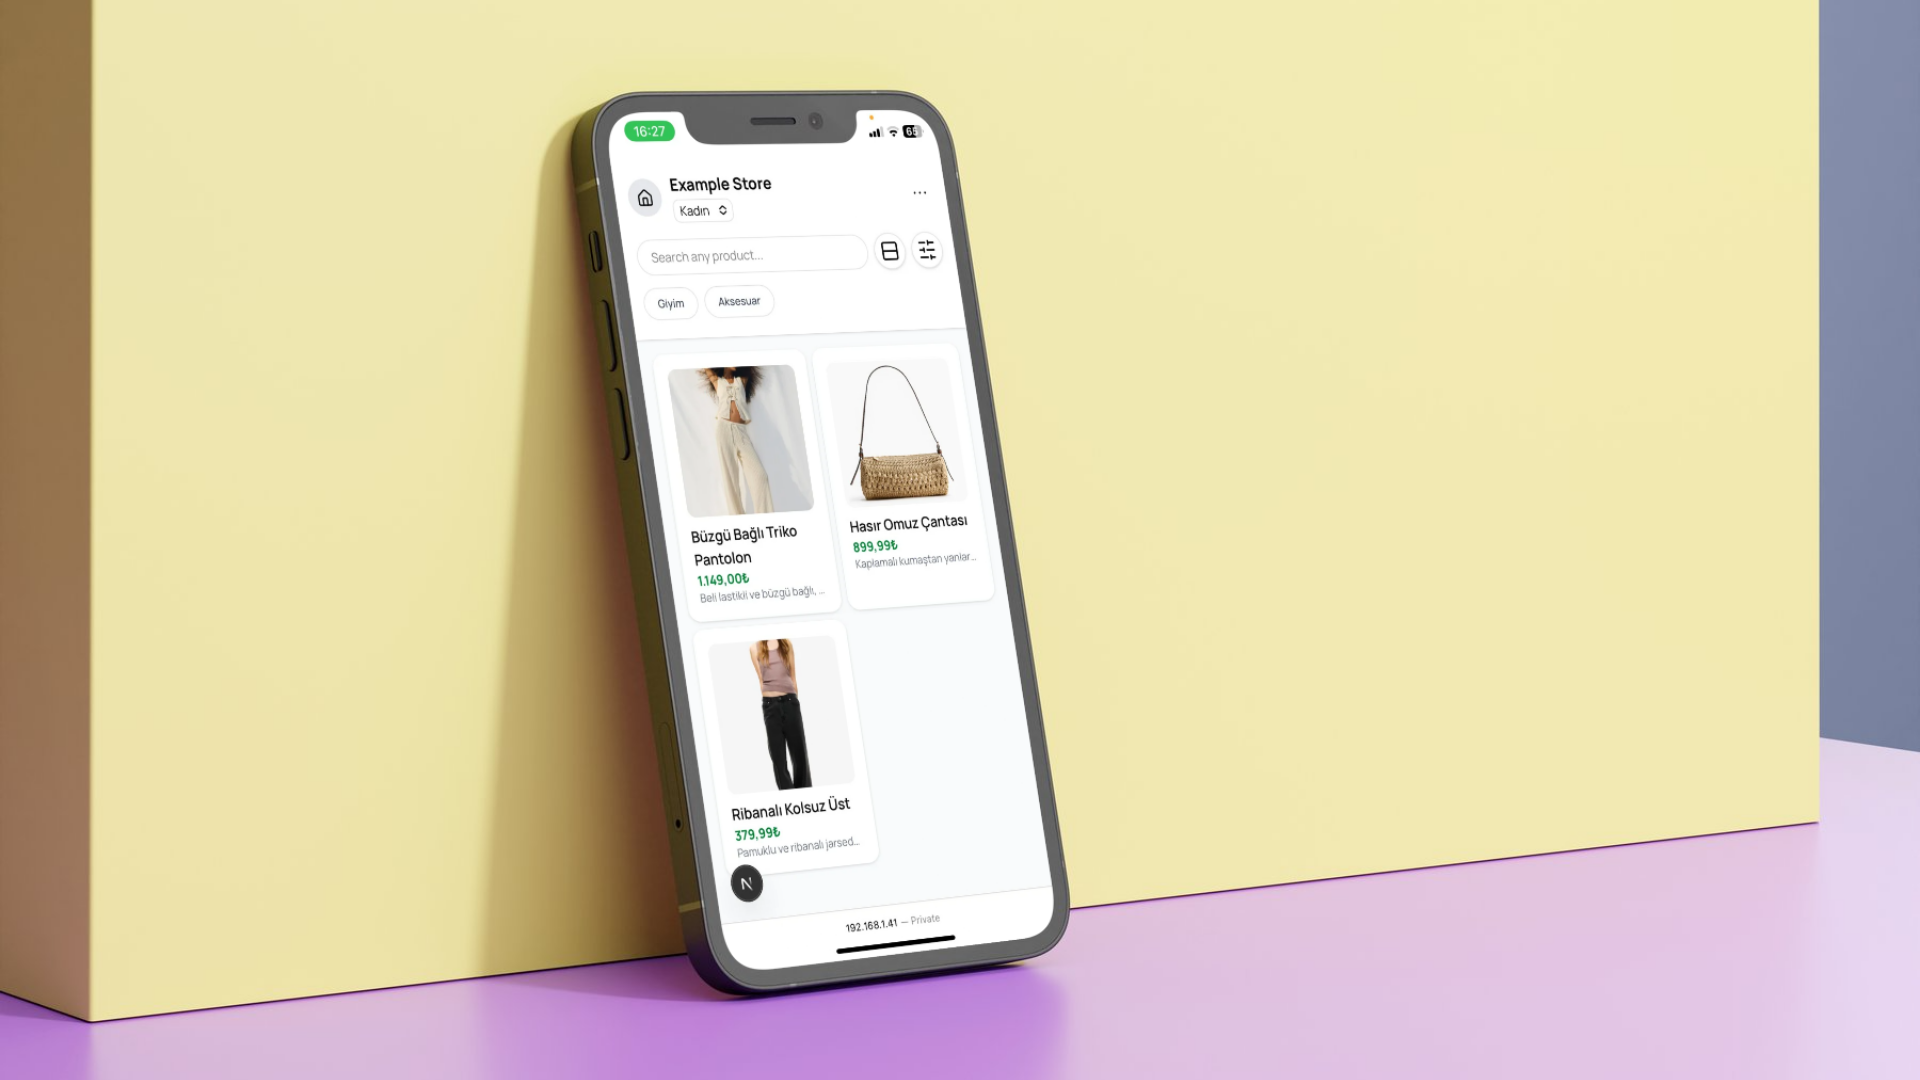 16:27
65
Example Store
Kadın
Search any product...
Giyim
Aksesuar
Büzgü Bağlı Triko
Pantolon
1.149,00₺
Beli lastikli ve büzgü bağlı, ...
Hasır Omuz Çantası
899,99₺
Kaplamalı kumaştan yanlar...
Ribanalı Kolsuz Üst
379,99₺
Pamuklu ve ribanalı jarsed...
N
192.168.1.41 — Private